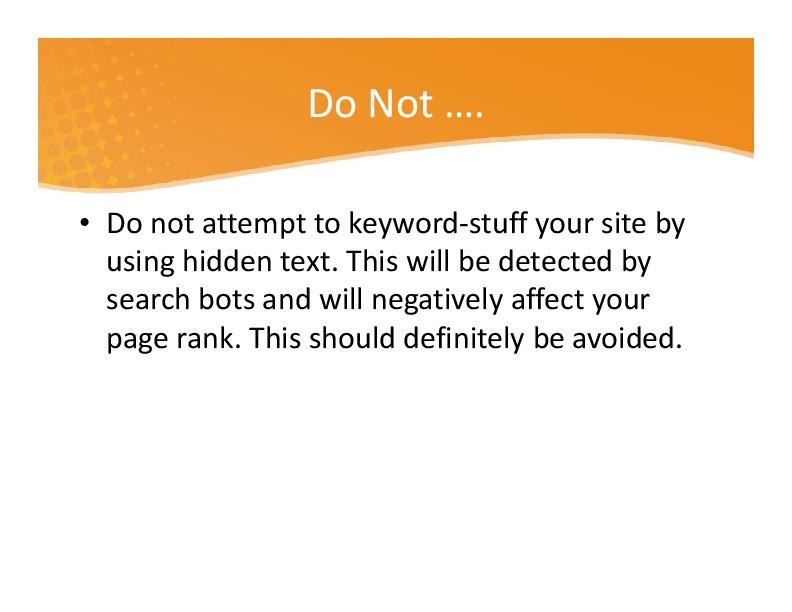 Do Not ....
• Do not attempt to keyword-stuff your site by
using hidden text. This will be detected by
search bots and will negatively affect your
page rank. This should definitely be avoided.